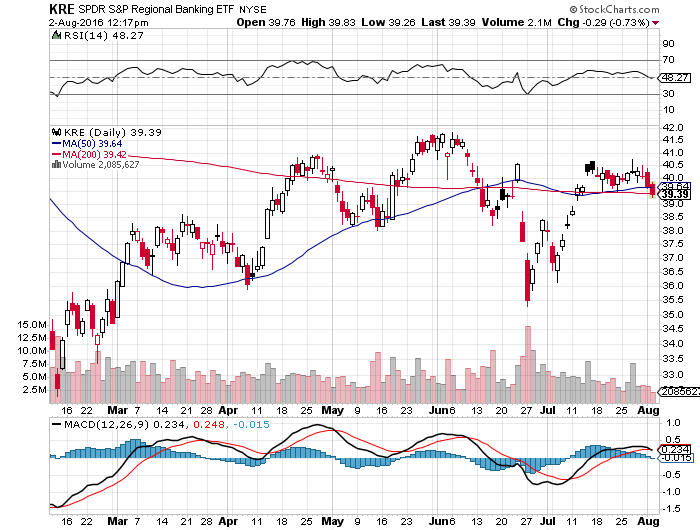 KRE SPDR S&P Regional Banking ETF NYSE © StockCharts.com
2-Aug-2016 12:17pm Open 39.76 High 39.83 Low 39.26 Last 39.39 Volume 2.1M Chg -0.29 (-0.73%)
RSI(14) 48.27
90
70
48.27
30
10
KRE (Daily) 39.39
MA(50) 39.64
MA(200) 39.42
Volume 2,085,627
42.0
41.5
41.0
40.5
40.0
39.64
39.39
39.0
38.5
38.0
37.5
37.0
36.5
36.0
35.5
35.0
34.5
34.0
33.5
33.0
32.5
15.0M
12.5M
10.0M
7.5M
5.0M
2.5M
2085627
16 22 Mar 7 14 21 28 Apr 11 18 25 May 9 16 23 Jun 6 13 20 27 Jul 11 18 25 Aug
MACD(12,26,9) 0.234, 0.248, -0.015
1.0
0.5
0.234
-0.015
-0.5
-1.0
-1.5
16 22 Mar 7 14 21 28 Apr 11 18 25 May 9 16 23 Jun 6 13 20 27 Jul 11 18 25 Aug